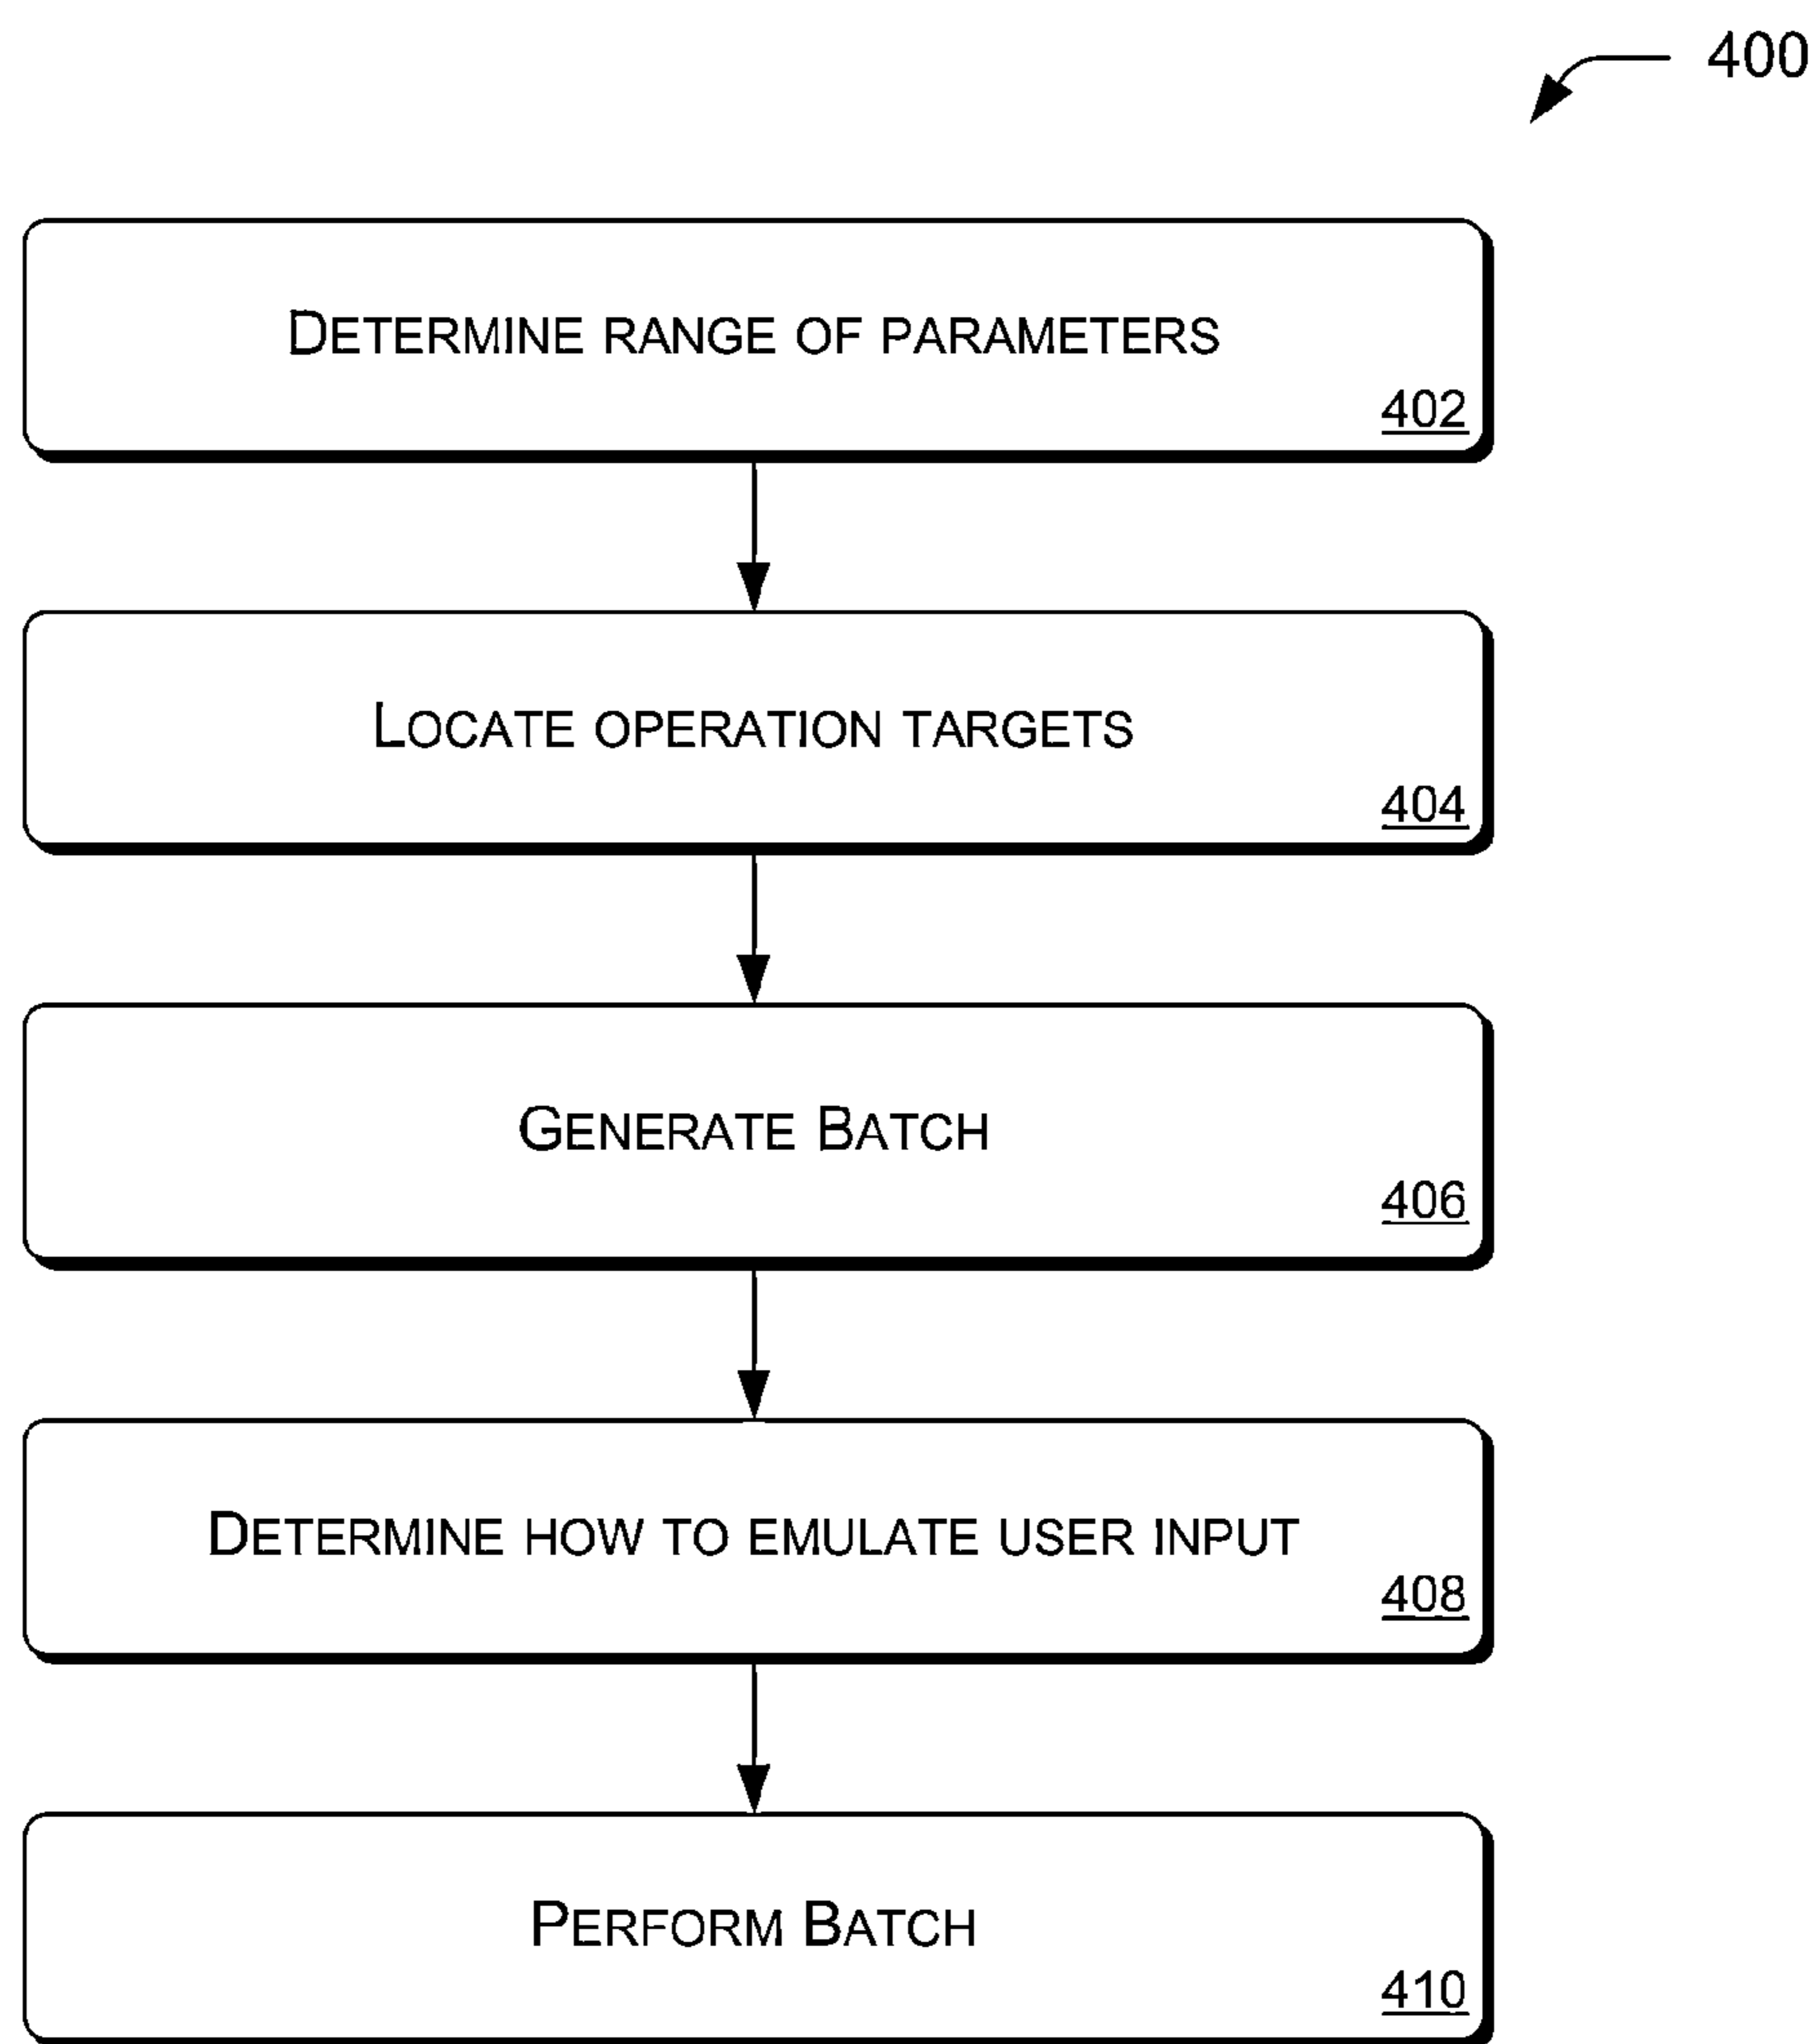 400
DETERMINE RANGE OF PARAMETERS
402
LOCATE OPERATION TARGETS
404
GENERATE BATCH
406
DETERMINE HOW TO EMULATE USER INPUT
408
PERFORM BATCH
410